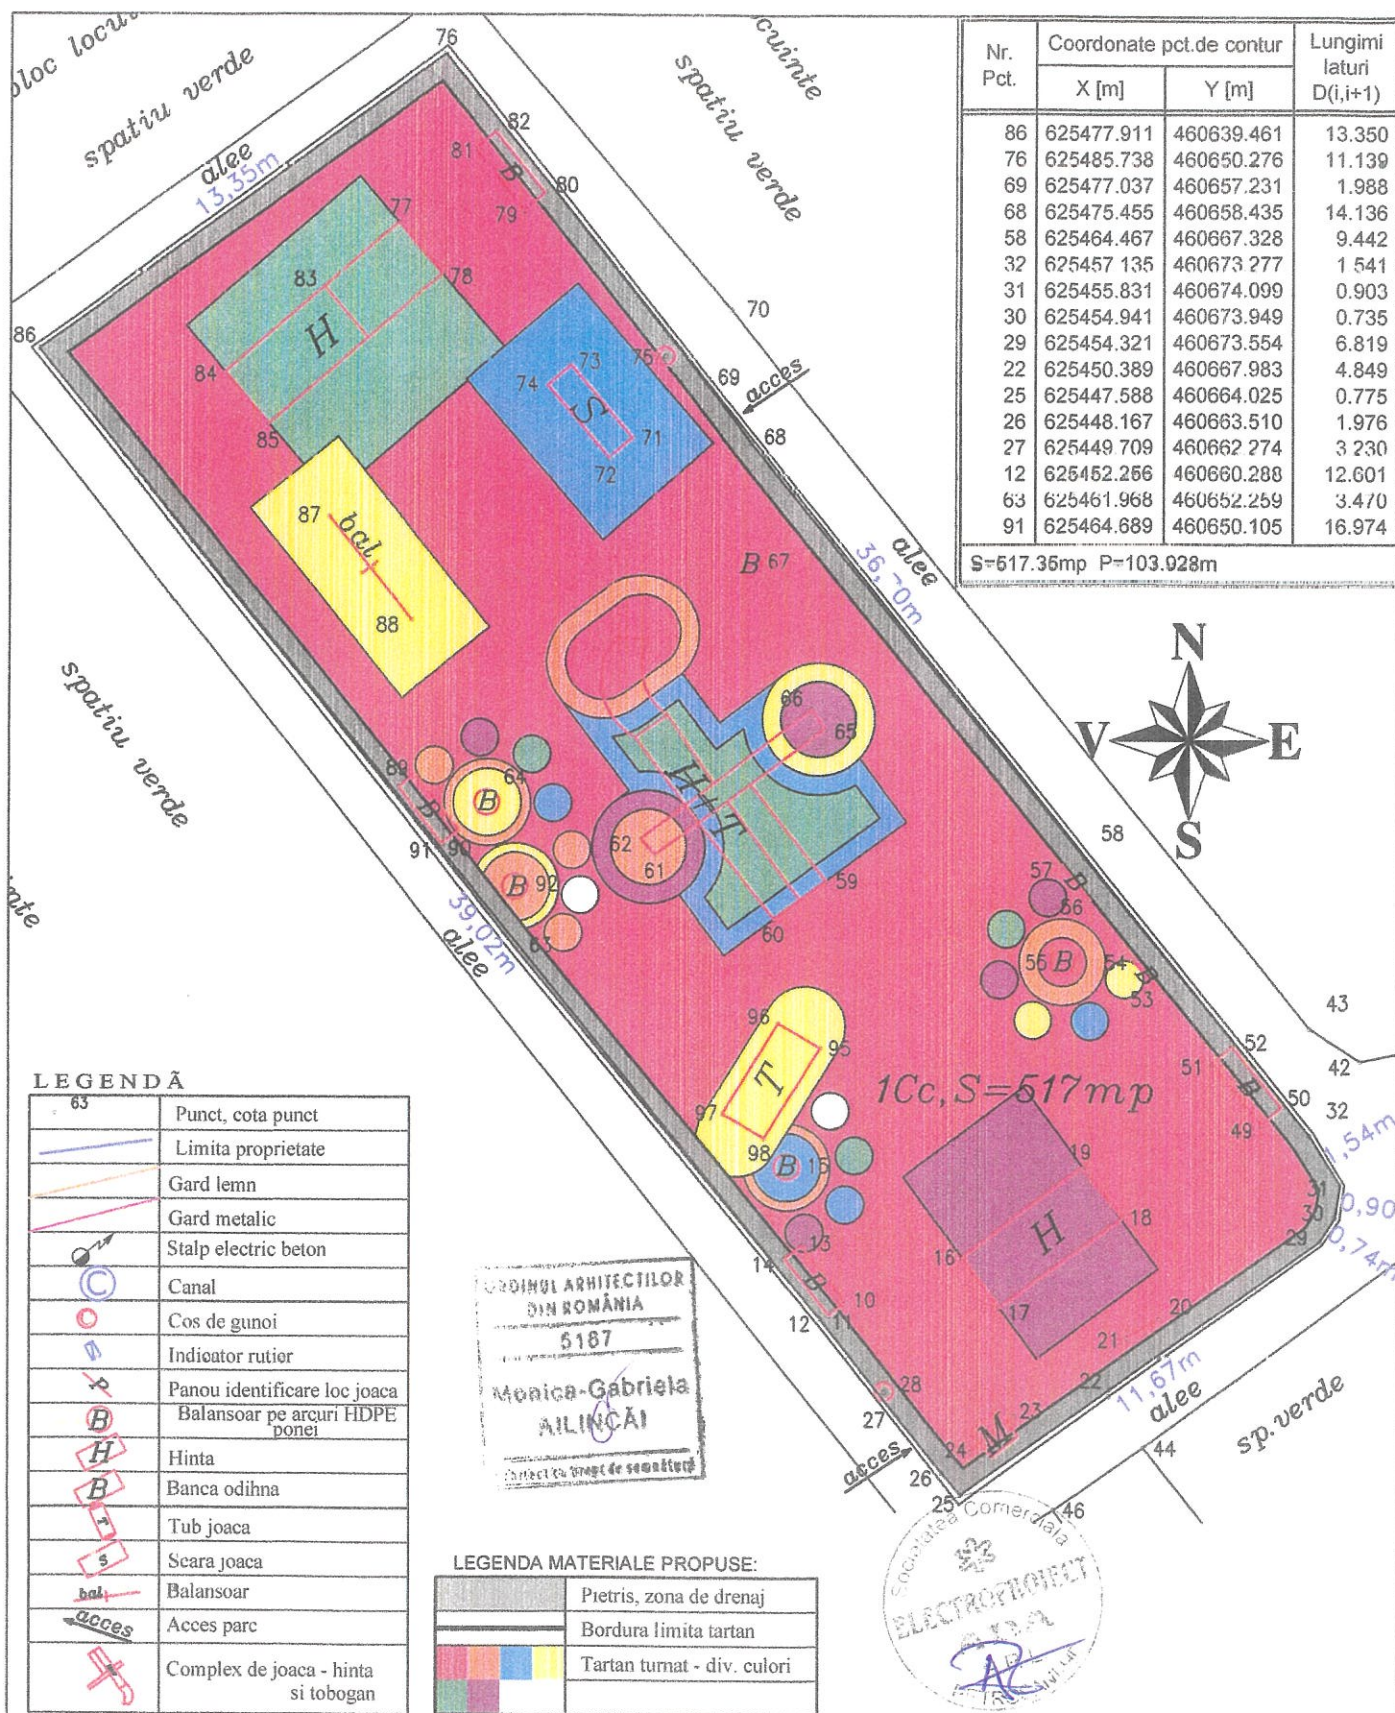 bloc locu
spatiu verde
alee
13,35m
76
cuinte
spatiu verde
82
81
80
79
77
78
83
H
84
85
86
70
69
acces
68
75
73
74
S
71
72
87
bal
88
B 67
alee
36,70m
spatiu verde
66
65
H+T
62
61
59
60
64
B
89
B
91
90
B
92
63
39,02m
alee
58
57
B
56
55
B
54
B
53
43
52
51
42
50
B
49
32
1,54m
31
30
0,90
29
0,74m
96
95
T
97
98
B
15
1Cc, S=517mp
19
18
H
16
17
13
14
B
10
11
12
20
21
22
11,67m
alee
23
M
24
28
27
acces
26
25
44
46
sp.verde
Nr. Pct.
Coordonate pct.de contur
Lungimi laturi D(i,i+1)
X [m]
Y [m]
86 625477.911 460639.461 13.350
76 625485.738 460650.276 11.139
69 625477.037 460657.231 1.988
68 625475.455 460658.435 14.136
58 625464.467 460667.328 9.442
32 625457.135 460673.277 1.541
31 625455.831 460674.099 0.903
30 625454.941 460673.949 0.735
29 625454.321 460673.554 6.819
22 625450.389 460667.983 4.849
25 625447.588 460664.025 0.775
26 625448.167 460663.510 1.976
27 625449.709 460662.274 3.230
12 625452.256 460660.288 12.601
63 625461.968 460652.259 3.470
91 625464.689 460650.105 16.974
S=517.35mp P=103.928m
N
V
E
S
LEGENDĂ
63 Punct, cota punct
Limita proprietate
Gard lemn
Gard metalic
Stalp electric beton
C Canal
Cos de gunoi
Indicator rutier
P Panou identificare loc joaca
B Balansoar pe arcuri HDPE
ponei
H Hinta
B Banca odihna
T Tub joaca
s Scara joaca
bal Balansoar
acces Acces parc
Complex de joaca - hinta
si tobogan
ORDINUL ARHITECȚILOR
DIN ROMÂNIA
5187
Monica-Gabriela
AILINCĂI
LEGENDA MATERIALE PROPUSE:
Pietris, zona de drenaj
Bordura limita tartan
Tartan turnat - div. culori
Societatea Comerciala
ELECTROPROIECT